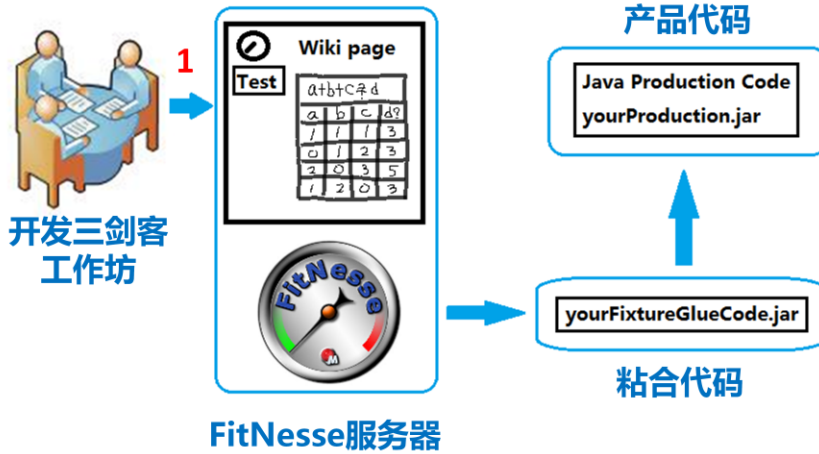 1
开发三剑客
工作坊
Wiki page
Test
a+b+c=d
a b c d?
1 1 1 3
0 1 2 3
2 0 3 5
1 2 0 3
FitNesse
FitNesse服务器
产品代码
Java Production Code
yourProduction.jar
yourFixtureGlueCode.jar
粘合代码